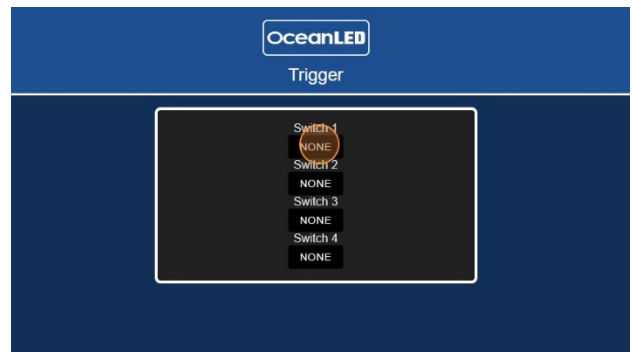 OceanLED
Trigger
Switch 1
NONE
Switch 2
NONE
Switch 3
NONE
Switch 4
NONE